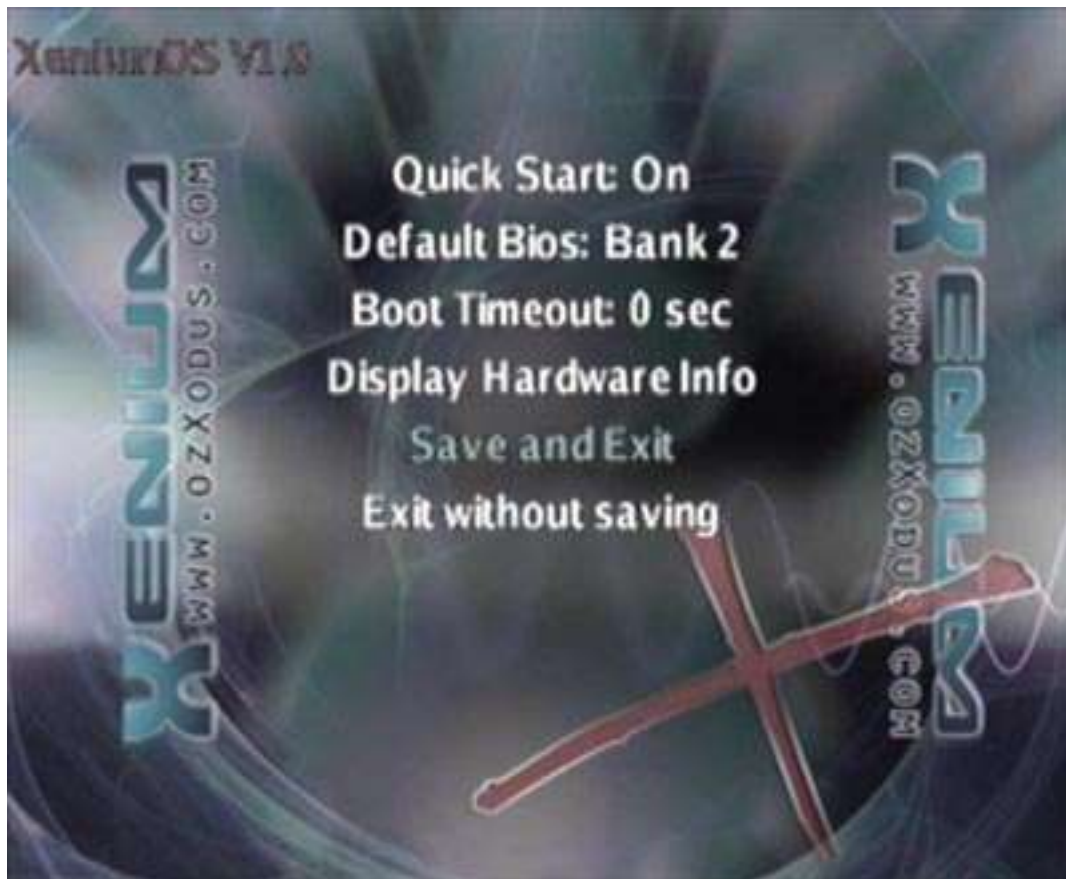 XeniumOS V1.0
Quick Start: On
Default Bios: Bank 2
Boot Timeout: 0 sec
Display Hardware Info
Save and Exit
Exit without saving
XENIUM
WWW.OZXODUS.COM
XENIUM
WWW.OZXODUS.COM